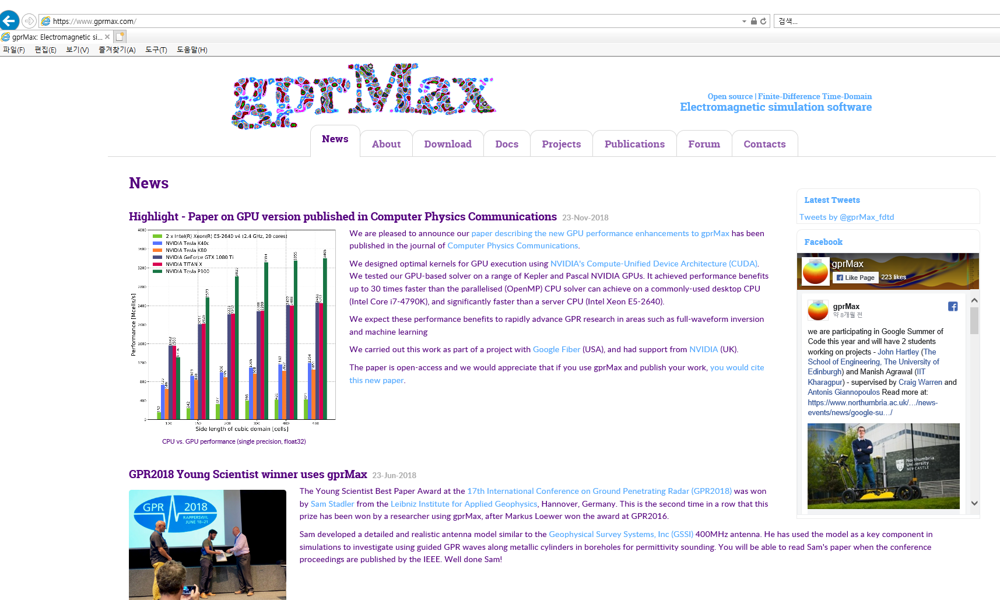 https://www.gprmax.com/
검색...
gprMax: Electromagnetic si...
파일(F) 편집(E) 보기(V) 즐겨찾기(A) 도구(T) 도움말(H)
gprMax
Open source | Finite-Difference Time-Domain
Electromagnetic simulation software
News About Download Docs Projects Publications Forum Contacts
News
Highlight - Paper on GPU version published in Computer Physics Communications 23-Nov-2018
4000
3600
3200
2800
2400
2000
1600
1200
800
400
0
Performance [Mcells/s]
2 x Intel(R) Xeon(R) E5-2640 v4 (2.4 GHz, 20 cores)
NVIDIA Tesla K40c
NVIDIA Tesla K80
NVIDIA GeForce GTX 1080 Ti
NVIDIA TITAN X
NVIDIA Tesla P100
100 150 200 300 400 450
Side length of cubic domain [cells]
CPU vs. GPU performance (single precision, float32)
We are pleased to announce our paper describing the new GPU performance enhancements to gprMax has been
published in the journal of Computer Physics Communications.
We designed optimal kernels for GPU execution using NVIDIA's Compute-Unified Device Architecture (CUDA).
We tested our GPU-based solver on a range of Kepler and Pascal NVIDIA GPUs. It achieved performance benefits
up to 30 times faster than the parallelised (OpenMP) CPU solver can achieve on a commonly-used desktop CPU
(Intel Core i7-4790K), and significantly faster than a server CPU (Intel Xeon E5-2640).
We expect these performance benefits to rapidly advance GPR research in areas such as full-waveform inversion
and machine learning
We carried out this work as part of a project with Google Fiber (USA), and had support from NVIDIA (UK).
The paper is open-access and we would appreciate that if you use gprMax and publish your work, you would cite
this new paper.
GPR2018 Young Scientist winner uses gprMax 23-Jun-2018
GPR 2018
RAPPERSWIL
JUNE 18-21
The Young Scientist Best Paper Award at the 17th International Conference on Ground Penetrating Radar (GPR2018) was won
by Sam Stadler from the Leibniz Institute for Applied Geophysics, Hannover, Germany. This is the second time in a row that this
prize has been won by a researcher using gprMax, after Markus Loewer won the award at GPR2016.
Sam developed a detailed and realistic antenna model similar to the Geophysical Survey Systems, Inc (GSSI) 400MHz antenna. He has used the model as a key component in
simulations to investigate using guided GPR waves along metallic cylinders in boreholes for permittivity sounding. You will be able to read Sam's paper when the conference
proceedings are published by the IEEE. Well done Sam!
Latest Tweets
Tweets by @gprMax_fdtd
Facebook
gprMax
Like Page 223 likes
gprMax
약 8개월 전
we are participating in Google Summer of
Code this year and will have 2 students
working on projects - John Hartley (The
School of Engineering, The University of
Edinburgh) and Manish Agrawal (IIT
Kharagpur) - supervised by Craig Warren and
Antonis Giannopoulos Read more at:
https://www.northumbria.ac.uk/…/news-
events/news/google-su…/
Northumbria
University
NEWCASTLE